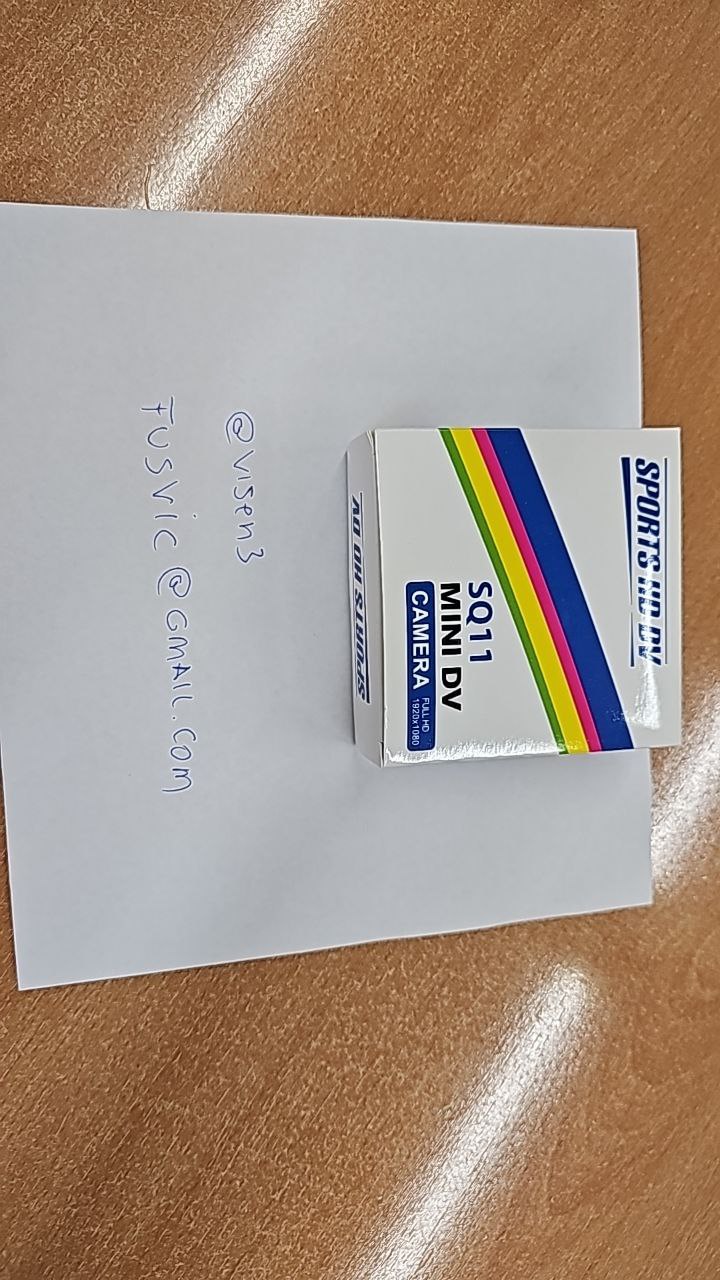 SPORTS HD DV
SQ11
MINI DV
CAMERA FULL HD
1920x1080
SPORTS HD DV
@visen3
FUSVIC@GMAIL.COM